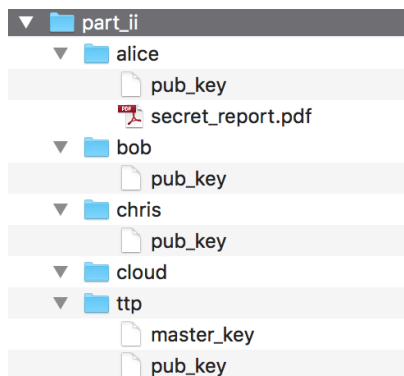 part_ii
alice
pub_key
secret_report.pdf
bob
pub_key
chris
pub_key
cloud
ttp
master_key
pub_key